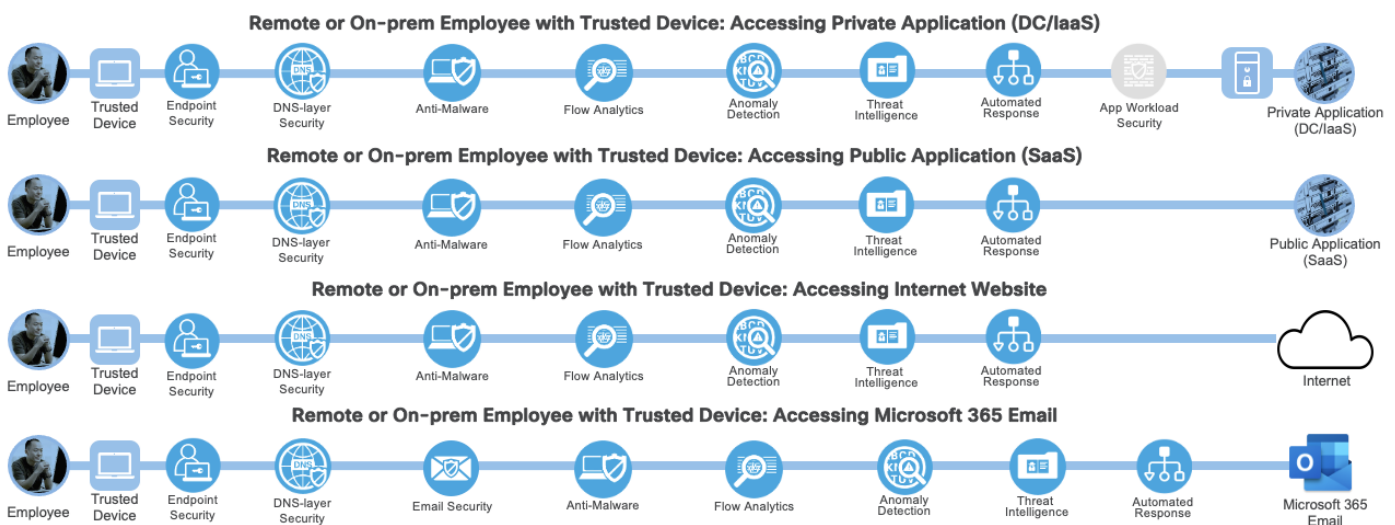 Remote or On-prem Employee with Trusted Device: Accessing Private Application (DC/IaaS)
DNS
Employee
Trusted
Device
Endpoint
Security
DNS-layer
Security
Anti-Malware
Flow Analytics
Anomaly
Detection
Threat
Intelligence
Automated
Response
App Workload
Security
Private Application
(DC/IaaS)
Remote or On-prem Employee with Trusted Device: Accessing Public Application (SaaS)
DNS
Employee
Trusted
Device
Endpoint
Security
DNS-layer
Security
Anti-Malware
Flow Analytics
Anomaly
Detection
Threat
Intelligence
Automated
Response
Public Application
(SaaS)
Remote or On-prem Employee with Trusted Device: Accessing Internet Website
DNS
Employee
Trusted
Device
Endpoint
Security
DNS-layer
Security
Anti-Malware
Flow Analytics
Anomaly
Detection
Threat
Intelligence
Automated
Response
Internet
Remote or On-prem Employee with Trusted Device: Accessing Microsoft 365 Email
DNS
O
Employee
Trusted
Device
Endpoint
Security
DNS-layer
Security
Email Security
Anti-Malware
Flow Analytics
Anomaly
Detection
Threat
Intelligence
Automated
Response
Microsoft 365
Email